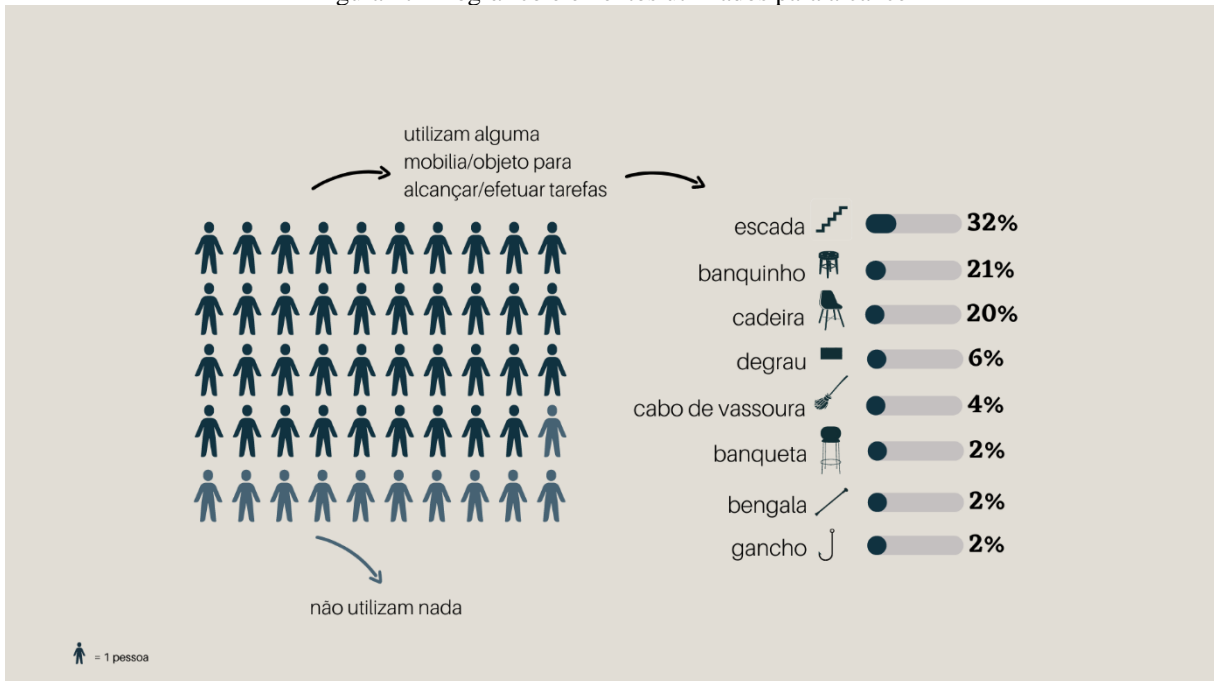 utilizam alguma
mobilia/objeto para
alcançar/efetuar tarefas
escada 32%
banquinho 21%
cadeira 20%
degrau 6%
cabo de vassoura 4%
banqueta 2%
bengala 2%
gancho 2%
não utilizam nada
= 1 pessoa